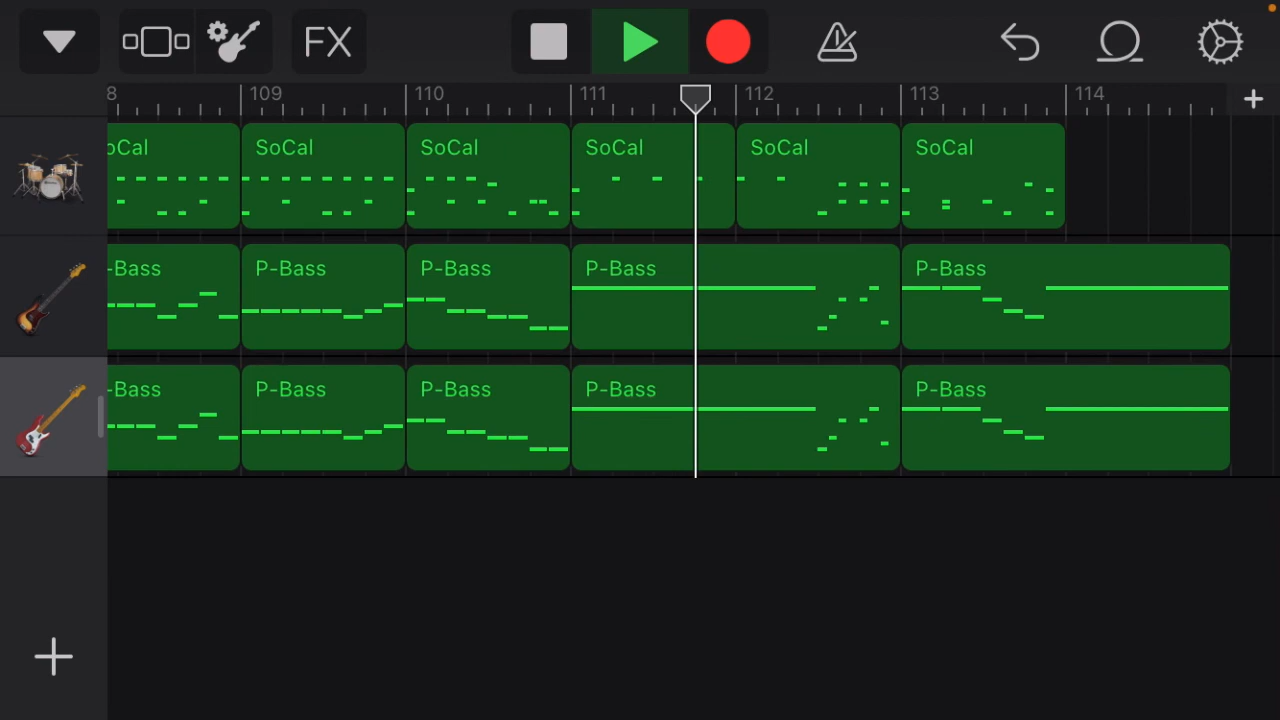 FX
8 109 110 111 112 113 114
oCal SoCal SoCal SoCal SoCal SoCal
-Bass P-Bass P-Bass P-Bass P-Bass
-Bass P-Bass P-Bass P-Bass P-Bass